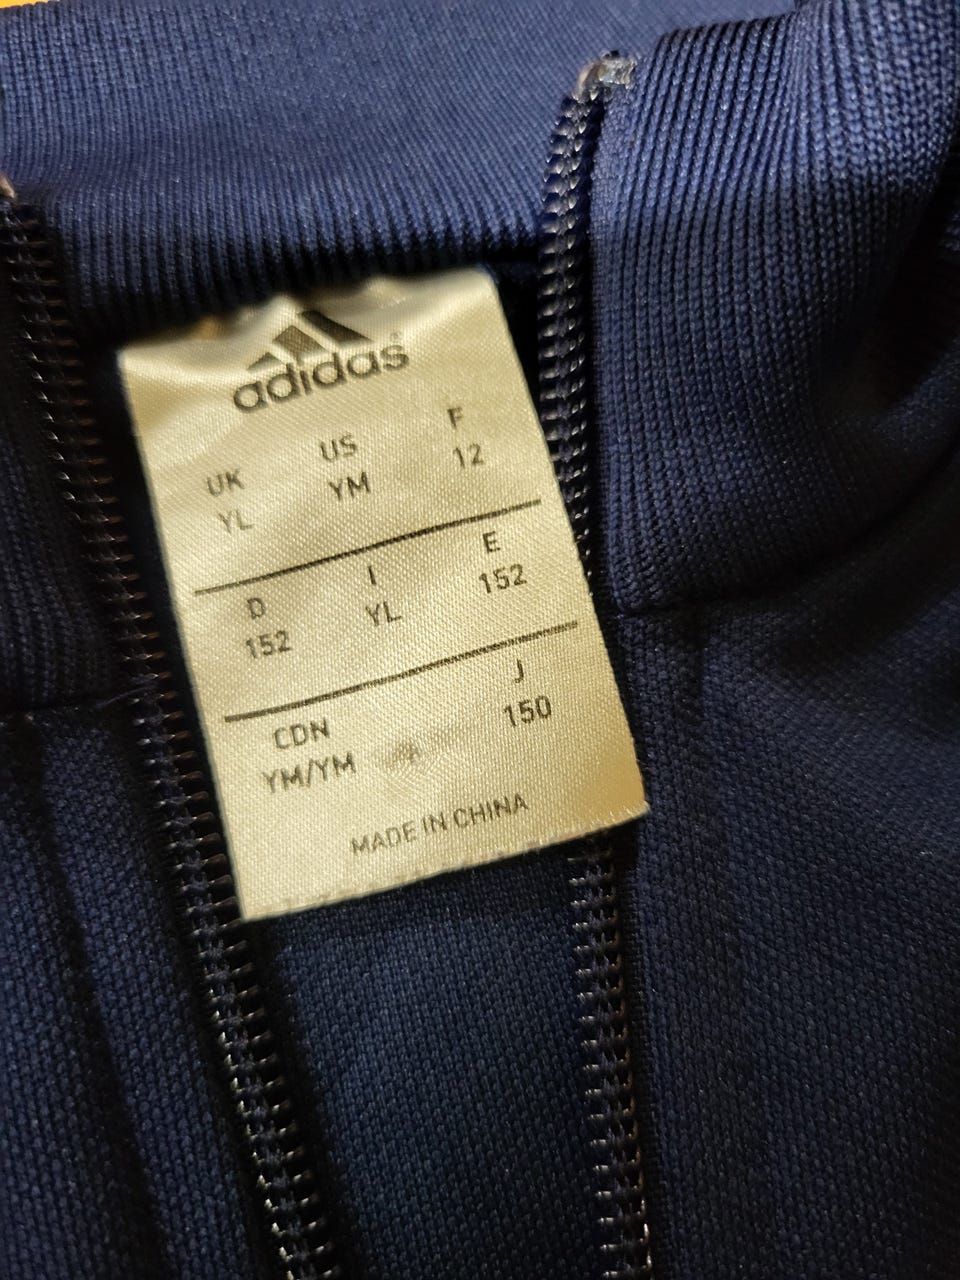 adidas
UK US F
YL YM 12
D I E
152 YL 152
CDN J
YM/YM 150
MADE IN CHINA